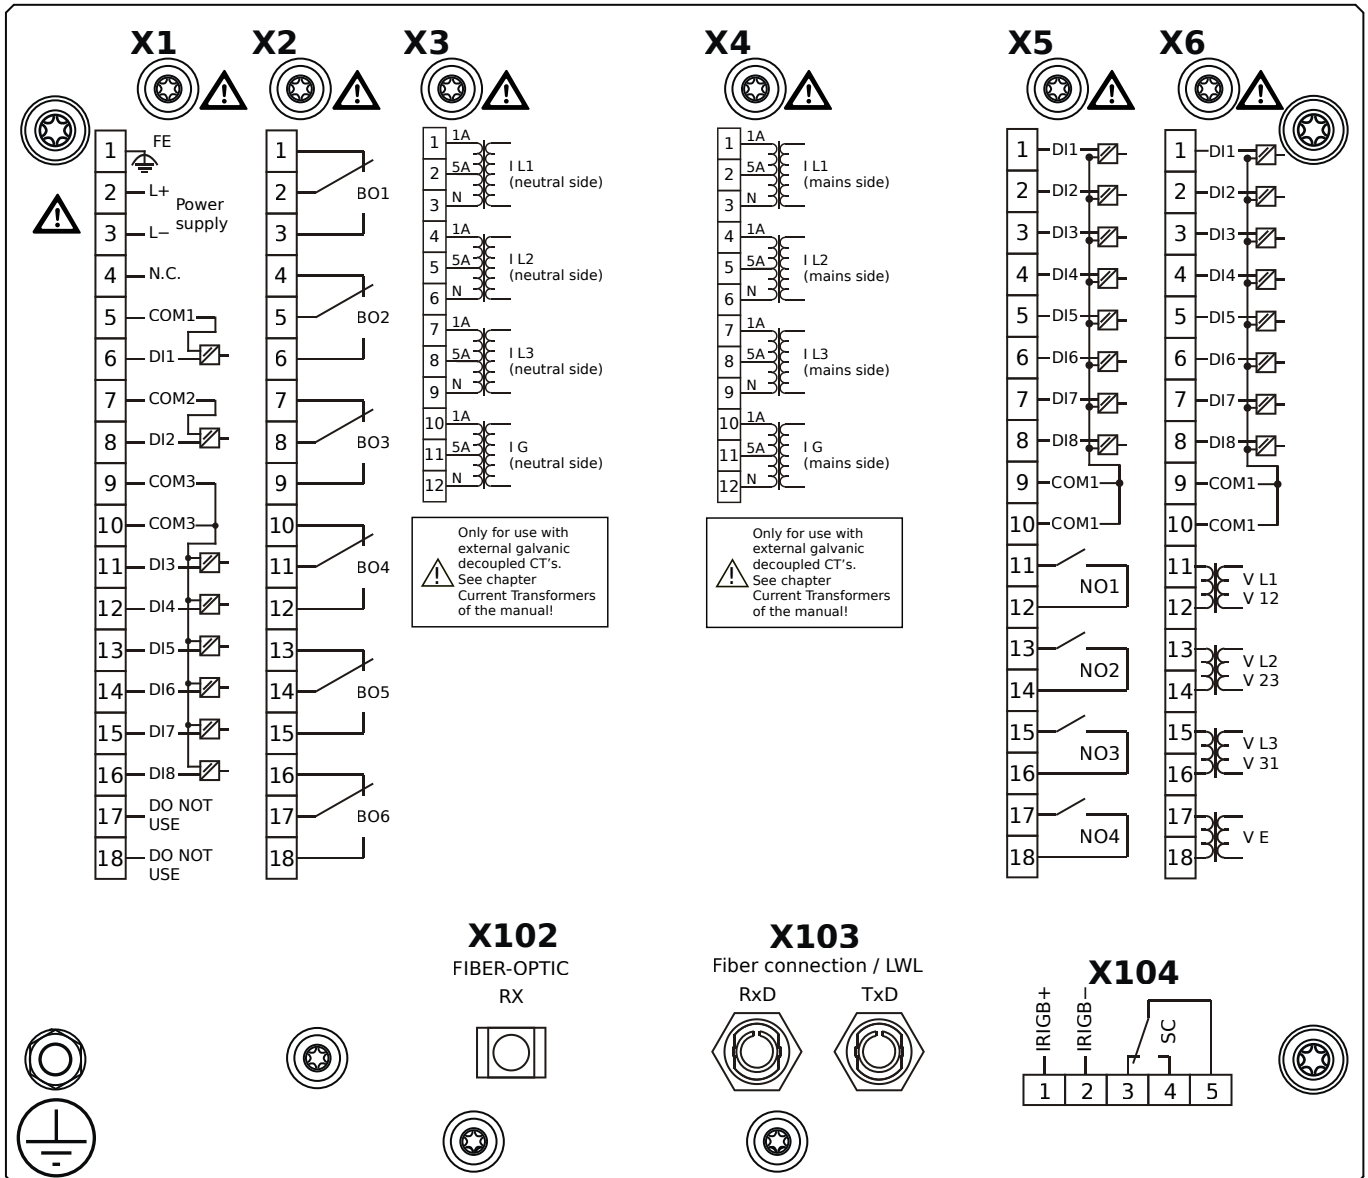 X1
1 FE
2 L+
Power
supply
3 L−
4 N.C.
5 COM1
6 DI1
7 COM2
8 DI2
9 COM3
10 COM3
11 DI3
12 DI4
13 DI5
14 DI6
15 DI7
16 DI8
17 DO NOT
USE
18 DO NOT
USE
X2
1
2 BO1
3
4
5 BO2
6
7
8 BO3
9
10
11 BO4
12
13
14 BO5
15
16
17 BO6
18
X3
1 1A
I L1
2 5A
(neutral side)
3 N
4 1A
I L2
5 5A
(neutral side)
6 N
7 1A
I L3
8 5A
(neutral side)
9 N
10 1A
I G
11 5A
(neutral side)
12 N
Only for use with
external galvanic
decoupled CT's.
See chapter
Current Transformers
of the manual!
X4
1 1A
I L1
2 5A
(mains side)
3 N
4 1A
I L2
5 5A
(mains side)
6 N
7 1A
I L3
8 5A
(mains side)
9 N
10 1A
I G
11 5A
(mains side)
12 N
Only for use with
external galvanic
decoupled CT's.
See chapter
Current Transformers
of the manual!
X5
1 DI1
2 DI2
3 DI3
4 DI4
5 DI5
6 DI6
7 DI7
8 DI8
9 COM1
10 COM1
11
NO1
12
13
NO2
14
15
NO3
16
17
NO4
18
X6
1 DI1
2 DI2
3 DI3
4 DI4
5 DI5
6 DI6
7 DI7
8 DI8
9 COM1
10 COM1
11
V L1
V 12
12
13
V L2
V 23
14
15
V L3
V 31
16
17
V E
18
X102
FIBER-OPTIC
RX
X103
Fiber connection / LWL
RxD TxD
X104
IRIGB+
IRIGB−
SC
1 2 3 4 5